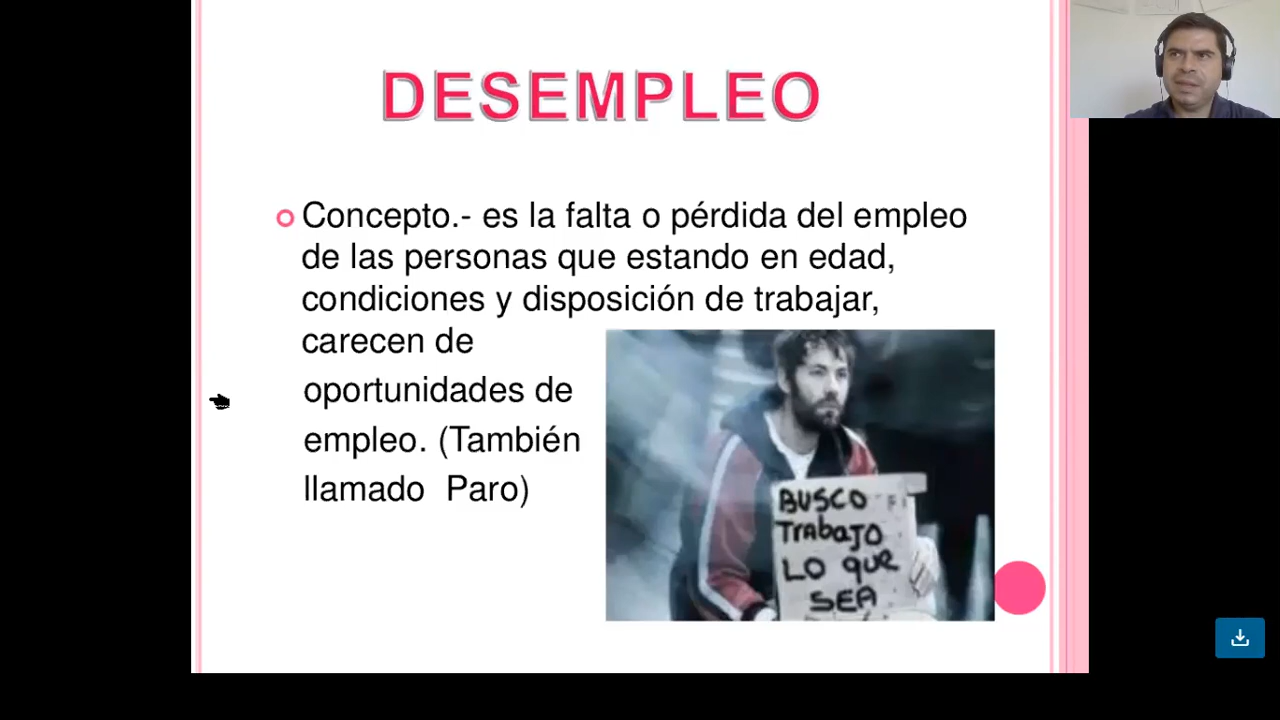 DESEMPLEO
Concepto.- es la falta o pérdida del empleo
de las personas que estando en edad,
condiciones y disposición de trabajar,
carecen de
oportunidades de
empleo. (También
llamado Paro)
BUSCO
TRAbaJO
LO que
SEA